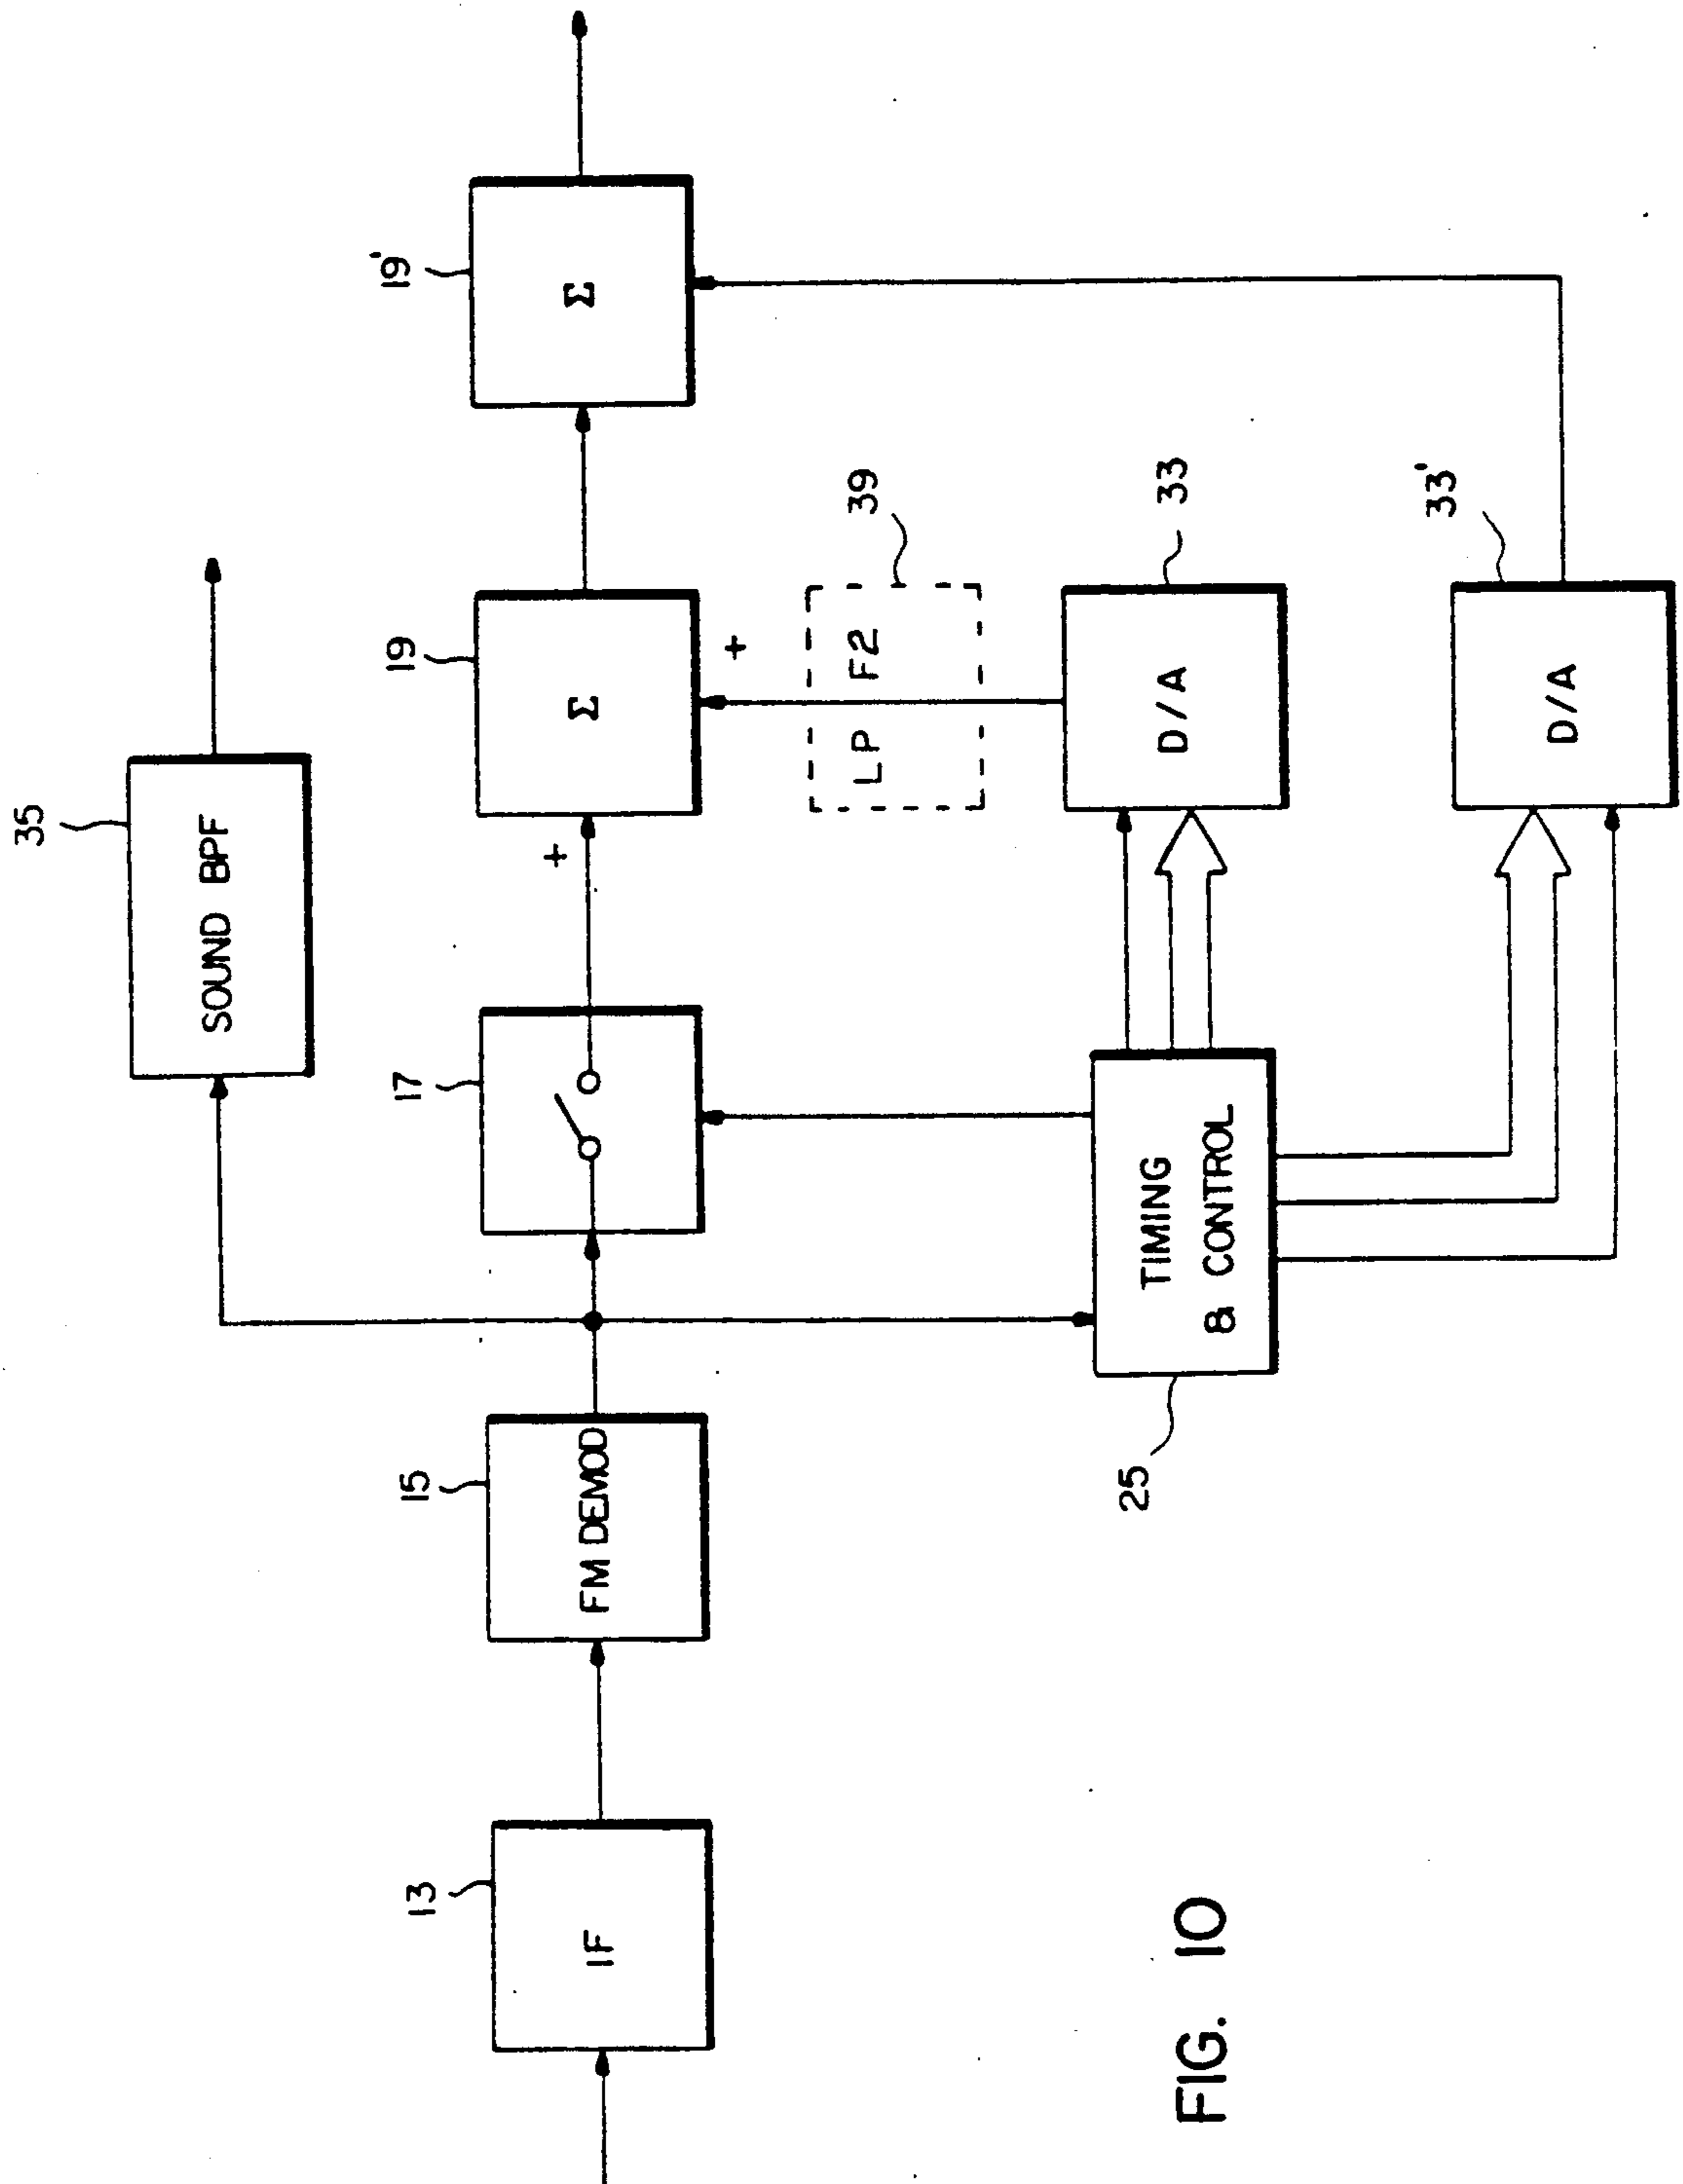 35
SOUND BPF
13
IF
15
FM DEMOD
17
+
19
Σ
19'
Σ
+
LP F2
39
25
TIMING
& CONTROL
D/A
33
D/A
33'
FIG. 10